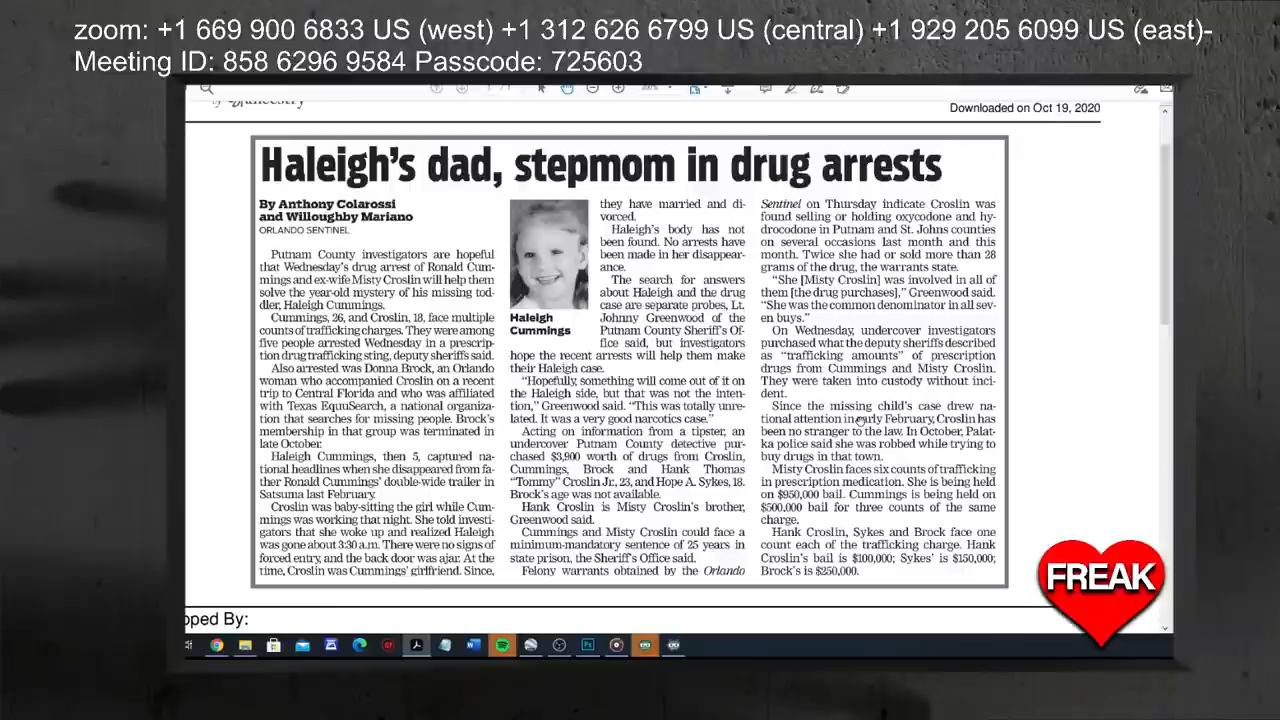 zoom: +1 669 900 6833 US (west) +1 312 626 6799 US (central) +1 929 205 6099 US (east)-
Meeting ID: 858 6296 9584 Passcode: 725603
Downloaded on Oct 19, 2020
Haleigh's dad, stepmom in drug arrests
By Anthony Colarossi
and Willoughby Mariano
ORLANDO SENTINEL
Putnam County investigators are hopeful
that Wednesday's drug arrest of Ronald Cum-
mings and ex-wife Misty Croslin will help them
solve the year-old mystery of his missing tod-
dler, Haleigh Cummings.
Cummings, 26, and Croslin, 18, face multiple
counts of trafficking charges. They were among
five people arrested Wednesday in a prescrip-
tion drug trafficking sting, deputy sheriffs said.
Also arrested was Donna Brock, an Orlando
woman who accompanied Croslin on a recent
trip to Central Florida and who was affiliated
with Texas EquuSearch, a national organiza-
tion that searches for missing people. Brock's
membership in that group was terminated in
late October.
Haleigh Cummings, then 5, captured na-
tional headlines when she disappeared from fa-
ther Ronald Cummings' double-wide trailer in
Satsuma last February.
Croslin was baby-sitting the girl while Cum-
mings was working that night. She told investi-
gators that she woke up and realized Haleigh
was gone about 3:30 a.m. There were no signs of
forced entry, and the back door was ajar. At the
time, Croslin was Cummings' girlfriend. Since,
Haleigh
Cummings
they have married and di-
vorced.
Haleigh's body has not
been found. No arrests have
been made in her disappear-
ance.
The search for answers
about Haleigh and the drug
case are separate probes, Lt.
Johnny Greenwood of the
Putnam County Sheriff's Of-
fice said, but investigators
hope the recent arrests will help them make
their Haleigh case.
"Hopefully, something will come out of it on
the Haleigh side, but that was not the inten-
tion," Greenwood said. "This was totally unre-
lated. It was a very good narcotics case."
Acting on information from a tipster, an
undercover Putnam County detective pur-
chased $3,900 worth of drugs from Croslin,
Cummings, Brock and Hank Thomas
"Tommy" Croslin Jr., 23, and Hope A. Sykes, 18.
Brock's age was not available.
Hank Croslin is Misty Croslin's brother,
Greenwood said.
Cummings and Misty Croslin could face a
minimum-mandatory sentence of 25 years in
state prison, the Sheriff's Office said.
Felony warrants obtained by the Orlando
Sentinel on Thursday indicate Croslin was
found selling or holding oxycodone and hy-
drocodone in Putnam and St. Johns counties
on several occasions last month and this
month. Twice she had or sold more than 28
grams of the drug, the warrants state.
"She [Misty Croslin] was involved in all of
them [the drug purchases]," Greenwood said.
"She was the common denominator in all sev-
en buys."
On Wednesday, undercover investigators
purchased what the deputy sheriffs described
as "trafficking amounts" of prescription
drugs from Cummings and Misty Croslin.
They were taken into custody without inci-
dent.
Since the missing child's case drew na-
tional attention in early February, Croslin has
been no stranger to the law. In October, Palat-
ka police said she was robbed while trying to
buy drugs in that town.
Misty Croslin faces six counts of trafficking
in prescription medication. She is being held
on $950,000 bail. Cummings is being held on
$500,000 bail for three counts of the same
charge.
Hank Croslin, Sykes and Brock face one
count each of the trafficking charge. Hank
Croslin's bail is $100,000; Sykes' is $150,000;
Brock's is $250,000.
FREAK
pped By: